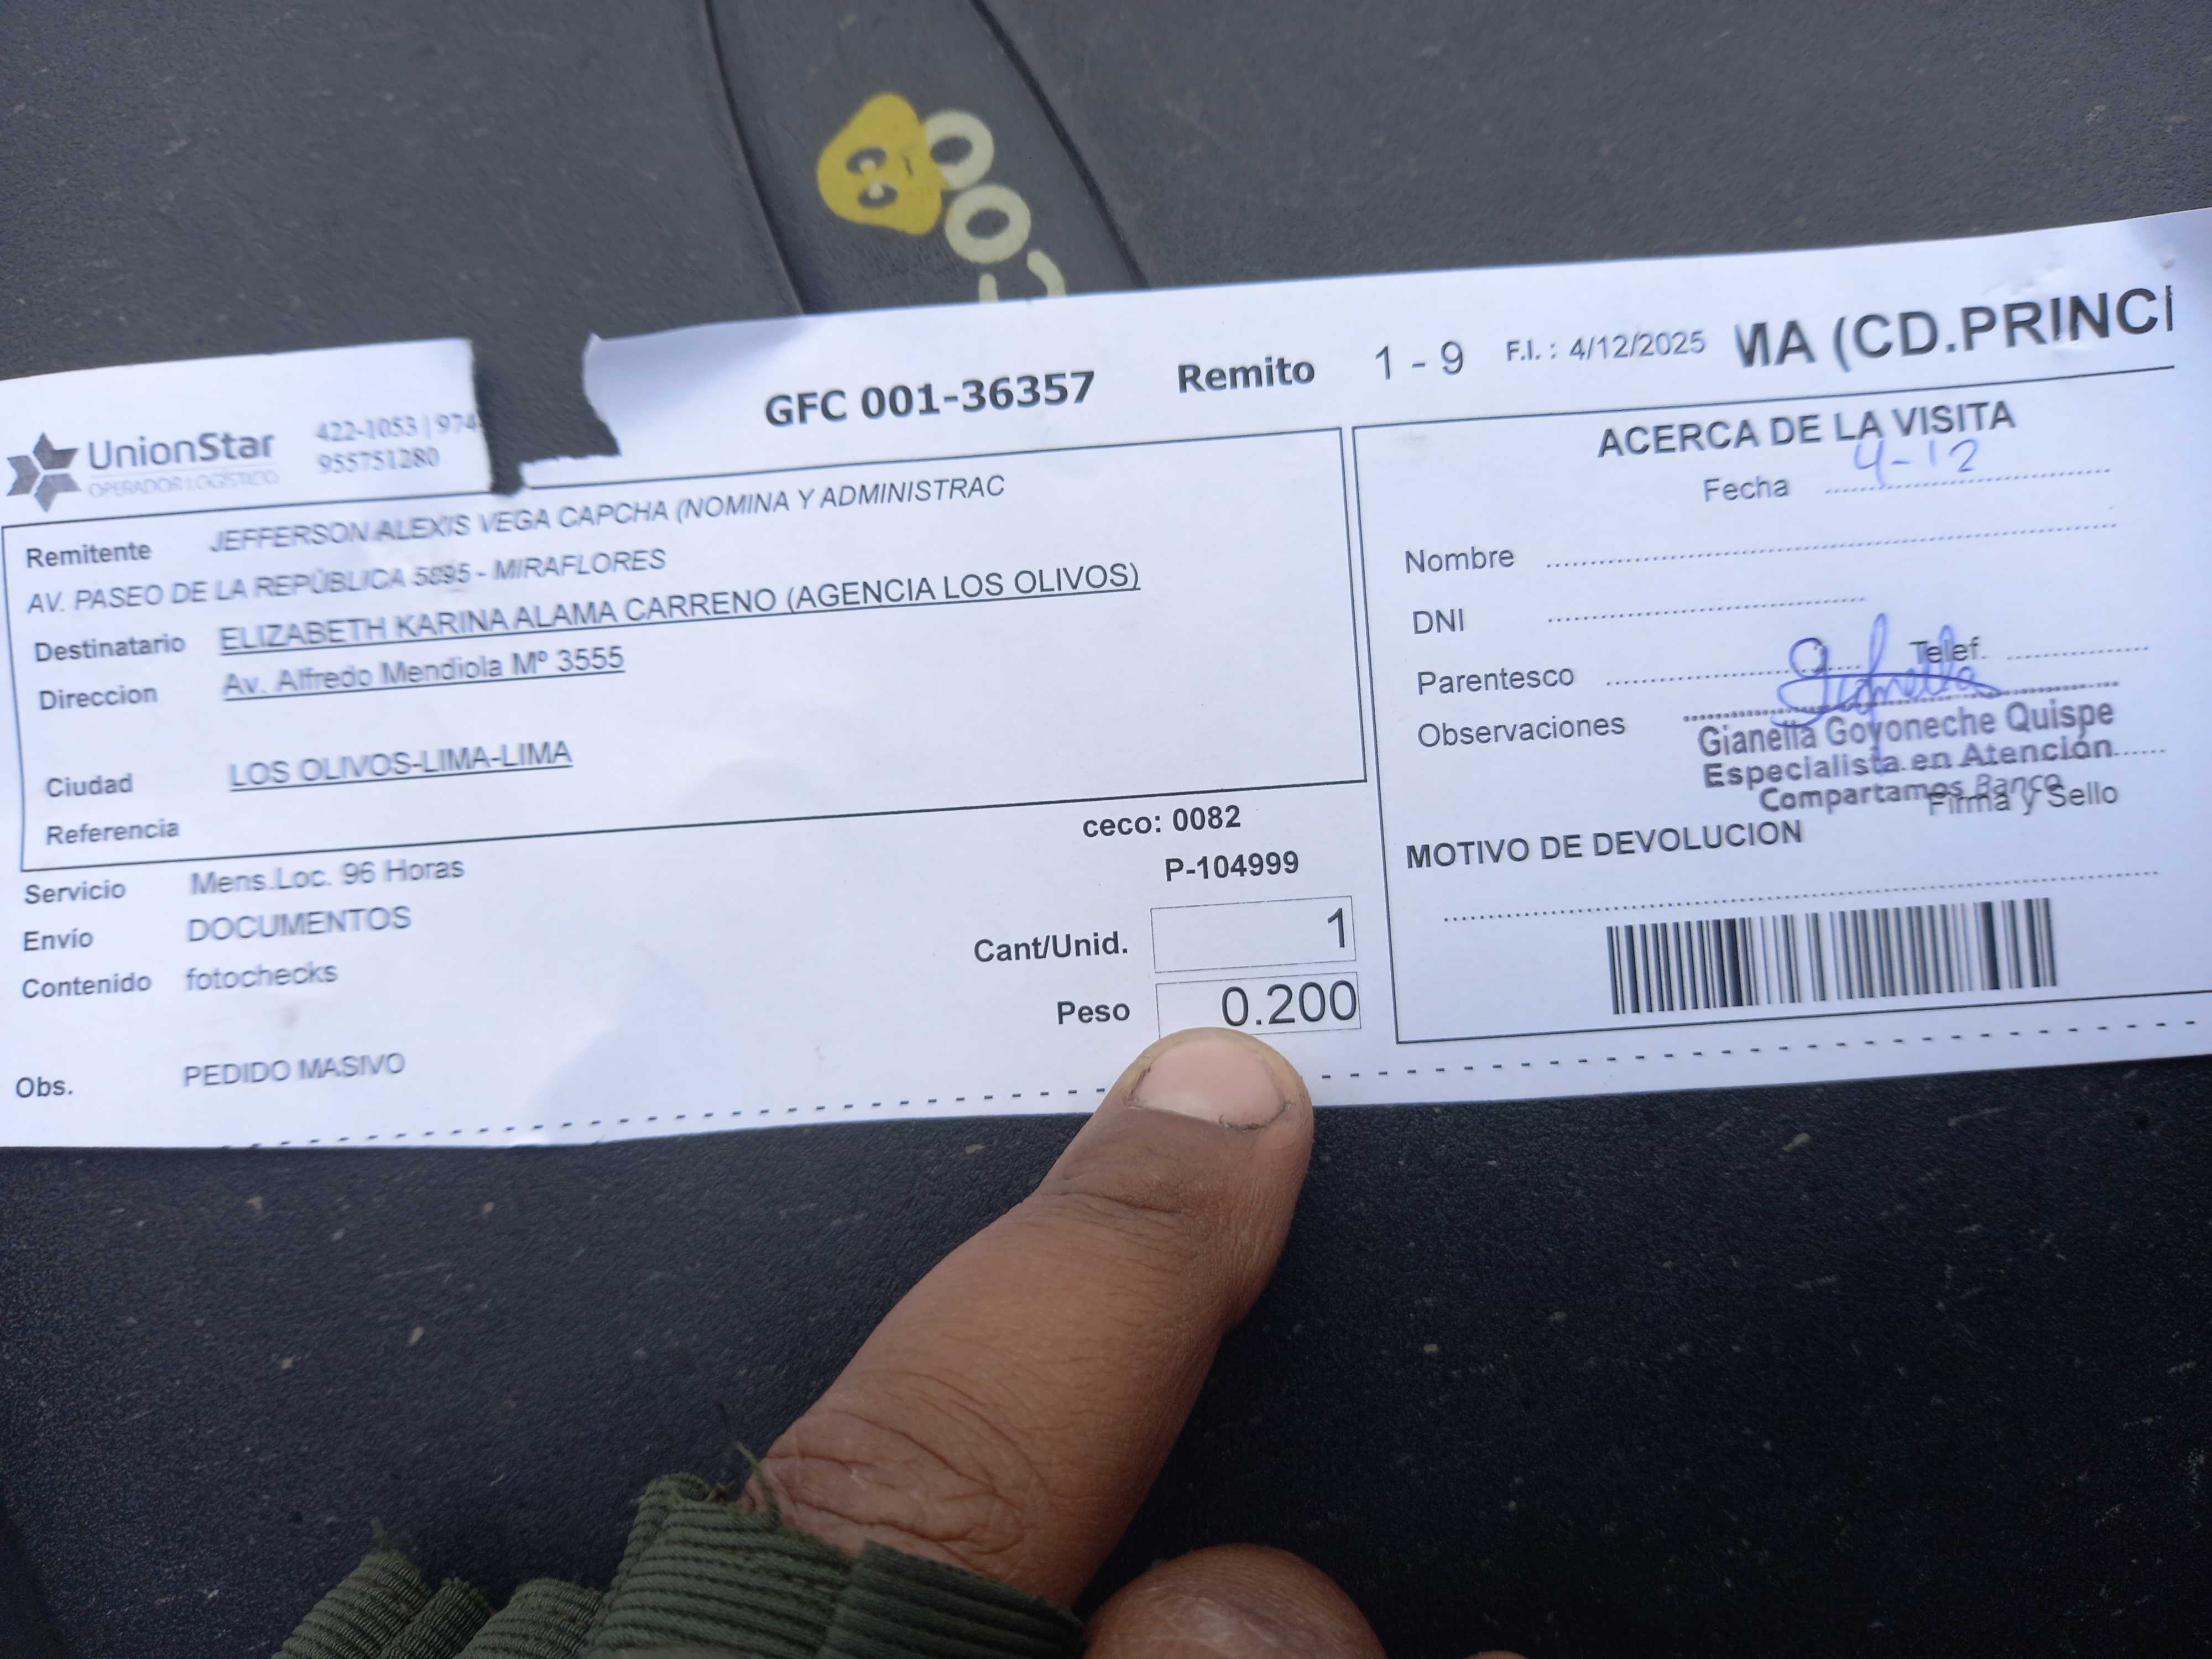 GFC 001-36357 Remito 1 - 9 F.I. : 4/12/2025 MA (CD.PRINCI
UnionStar 422-1053 | 974-
OPERADOR LOGÍSTICO 955751280
Remitente JEFFERSON ALEXIS VEGA CAPCHA (NOMINA Y ADMINISTRAC
AV. PASEO DE LA REPÚBLICA 5895 - MIRAFLORES
Destinatario ELIZABETH KARINA ALAMA CARRENO (AGENCIA LOS OLIVOS)
Direccion Av. Alfredo Mendiola Mº 3555
Ciudad LOS OLIVOS-LIMA-LIMA
Referencia
ceco: 0082
Servicio Mens.Loc. 96 Horas
P-104999
Envío DOCUMENTOS
Cant/Unid. 1
Contenido fotochecks
Peso 0.200
Obs. PEDIDO MASIVO
ACERCA DE LA VISITA
Fecha 4-12
Nombre
DNI
Parentesco Telef.
Observaciones
Gianella Goyoneche Quispe
Especialista en Atención
Compartamos Banco
Firma y Sello
MOTIVO DE DEVOLUCION